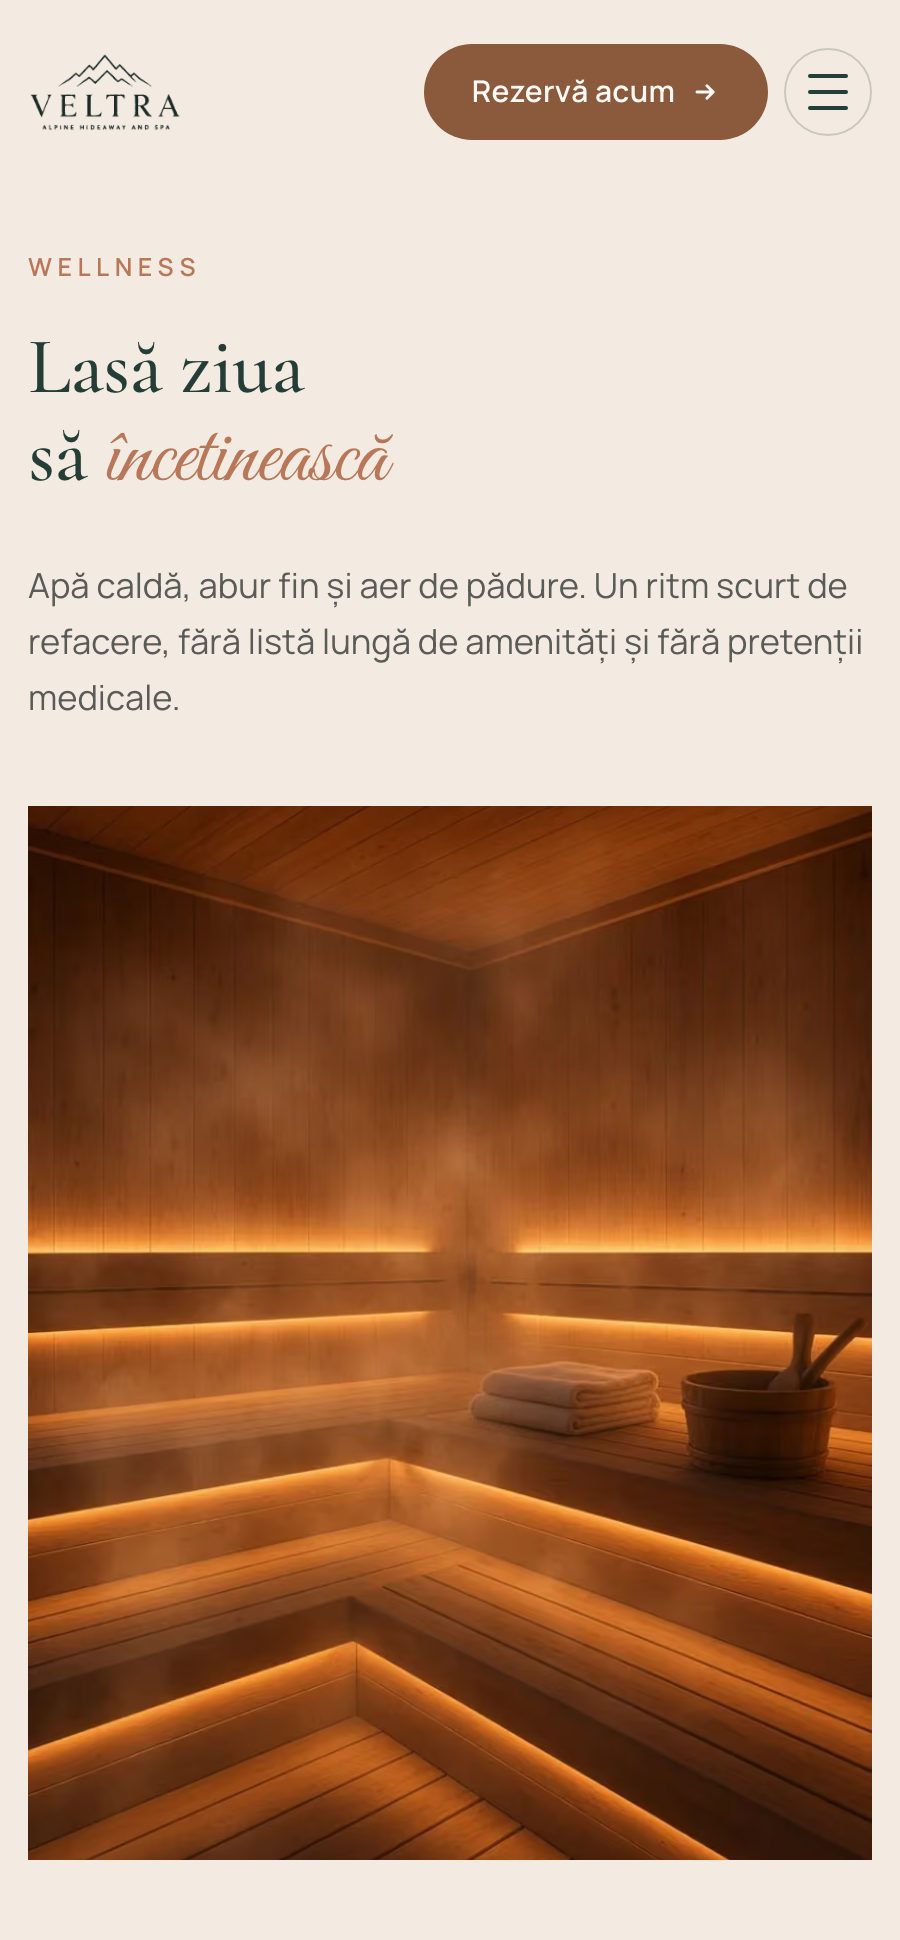 VELTRA
ALPINE HIDEAWAY AND SPA
Rezervă acum →
WELLNESS
Lasă ziua
să încetinească
Apă caldă, abur fin și aer de pădure. Un ritm scurt de
refacere, fără listă lungă de amenități și fără pretenții
medicale.